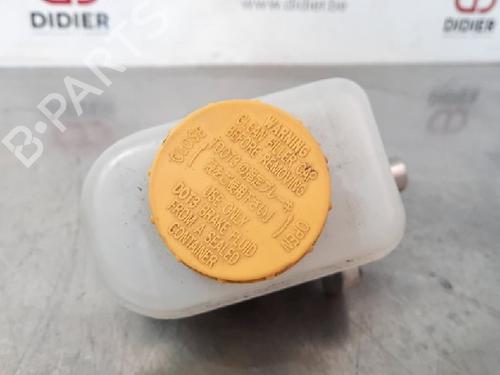 DIDIER
didier.be
DIDIER
B-PARTS
CLOSE
WARNING
CLEAN FILLER CAP
BEFORE REMOVING
USE ONLY
DOT3 BRAKE FLUID
FROM A SEALED
CONTAINER
OPEN